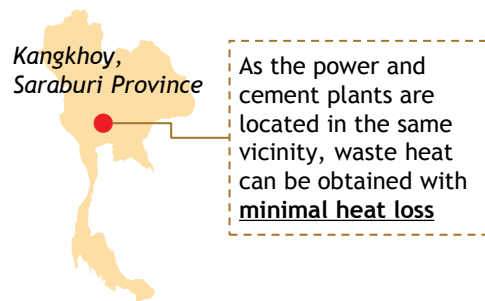 Kangkhoy,
Saraburi Province
As the power and
cement plants are
located in the same
vicinity, waste heat
can be obtained with
minimal heat loss